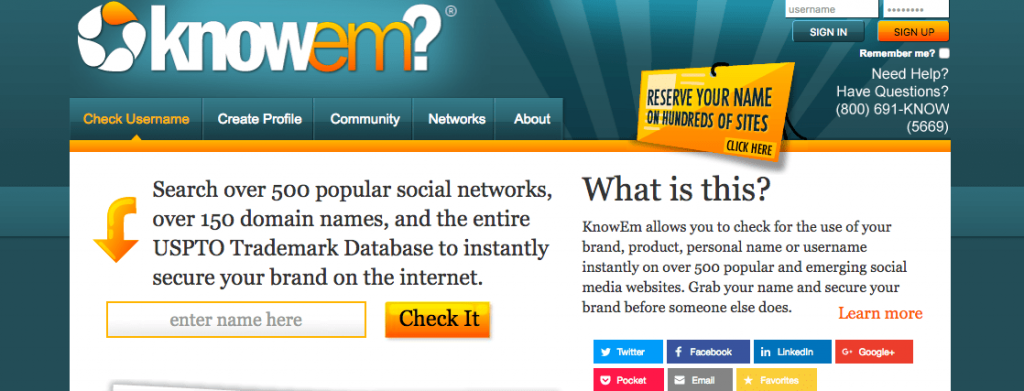 knowem?®
username
••••••••
SIGN IN
SIGN UP
Remember me?
Need Help?
Have Questions?
(800) 691-KNOW
(5669)
Check Username
Create Profile
Community
Networks
About
RESERVE YOUR NAME
ON HUNDREDS OF SITES
CLICK HERE
Search over 500 popular social networks,
over 150 domain names, and the entire
USPTO Trademark Database to instantly
secure your brand on the internet.
enter name here
Check It
What is this?
KnowEm allows you to check for the use of your
brand, product, personal name or username
instantly on over 500 popular and emerging social
media websites. Grab your name and secure your
brand before someone else does.
Learn more
Twitter
Facebook
LinkedIn
G+ Google+
Pocket
Email
Favorites